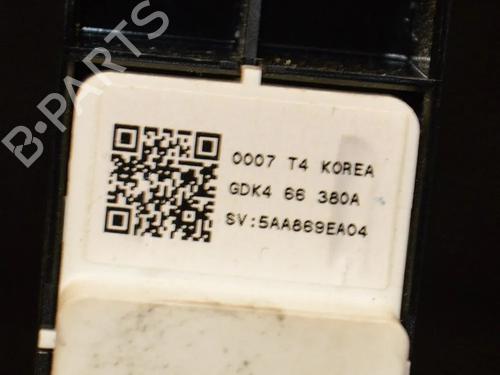 B·PARTS
0007 T4 KOREA
GDK4 66 380A
SV:5AA869EA04